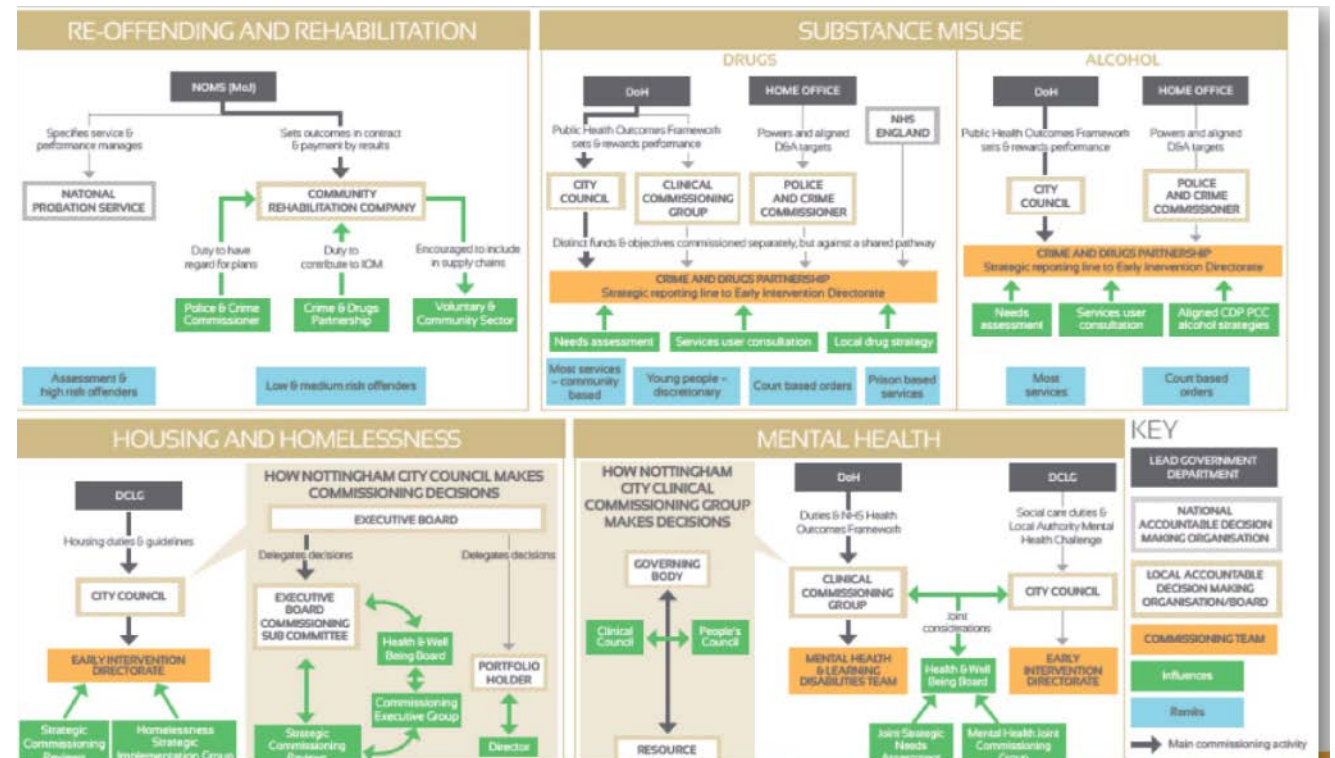 RE-OFFENDING AND REHABILITATION
NOMS (MoJ)
Specifies service &
performance manages
Sets outcomes in contract
& payment by results
NATONAL
PROBATION SERVICE
COMMUNITY
REHABILITATION COMPANY
Duty to have
regard for plans
Duty to
contribute to IOM
Encouraged to include
in supply chains
Police & Crime
Commissioner
Crime & Drugs
Partnership
Voluntary &
Community Sector
Assessment &
high risk offenders
Low & medium risk offenders
SUBSTANCE MISUSE
DRUGS
DoH
HOME OFFICE
NHS
ENGLAND
Public Health Outcomes Framework
sets & rewards performance
Powers and aligned
D&A targets
CITY
COUNCIL
CLINICAL
COMMISSIONING
GROUP
POLICE
AND CRIME
COMMISSIONER
Distinct funds & objectives commissioned separately, but against a shared pathway
CRIME AND DRUGS PARTNERSHIP
Strategic reporting line to Early Intervention Directorate
Needs assessment
Services user consultation
Local drug strategy
Most services
– community
based
Young people –
discretionary
Court based orders
Prison based
services
ALCOHOL
DoH
HOME OFFICE
Public Health Outcomes Framework
sets & rewards performance
Powers and aligned
D&A targets
CITY
COUNCIL
POLICE
AND CRIME
COMMISSIONER
CRIME AND DRUGS PARTNERSHIP
Strategic reporting line to Early Intervention Directorate
Needs
assessment
Services user
consultation
Aligned CDP PCC
alcohol strategies
Most
services
Court based
orders
HOUSING AND HOMELESSNESS
DCLG
Housing duties & guidelines
CITY COUNCIL
EARLY INTERVENTION
DIRECTORATE
Strategic
Commissioning
Reviews
Homelessness
Strategic
Implementation Group
HOW NOTTINGHAM CITY COUNCIL MAKES
COMMISSIONING DECISIONS
EXECUTIVE BOARD
Delegates decisions
Delegates decisions
EXECUTIVE
BOARD
COMMISSIONING
SUB COMMITTEE
Health & Well
Being Board
PORTFOLIO
HOLDER
Commissioning
Executive Group
Strategic
Commissioning
Reviews
Director
MENTAL HEALTH
HOW NOTTINGHAM
CITY CLINICAL
COMMISSIONING GROUP
MAKES DECISIONS
GOVERNING
BODY
Clinical
Council
People's
Council
RESOURCE
DoH
DCLG
Duties & NHS Health
Outcomes Framework
Social care duties &
Local Authority Mental
Health Challenge
CLINICAL
COMMISSIONING
GROUP
CITY COUNCIL
Joint
considerations
MENTAL HEALTH
& LEARNING
DISABILITIES TEAM
Health & Well
Being Board
EARLY
INTERVENTION
DIRECTORATE
Joint Strategic
Needs
Assessment
Mental Health Joint
Commissioning
Group
KEY
LEAD GOVERNMENT
DEPARTMENT
NATIONAL
ACCOUNTABLE DECISION
MAKING ORGANISATION
LOCAL ACCOUNTABLE
DECISION MAKING
ORGANISATION/BOARD
COMMISSIONING TEAM
Influences
Remits
Main commissioning activity